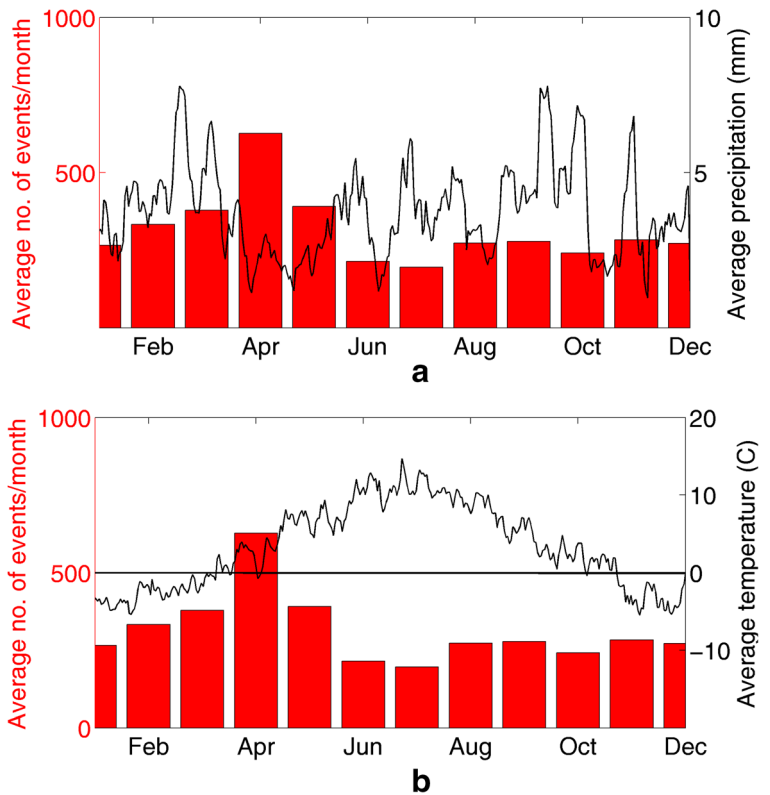 1000
10
500
5
Average no. of events/month
Average precipitation (mm)
Feb Apr Jun Aug Oct Dec
a
1000
20
10
500
0
−10
0
Average no. of events/month
Average temperature (C)
Feb Apr Jun Aug Oct Dec
b